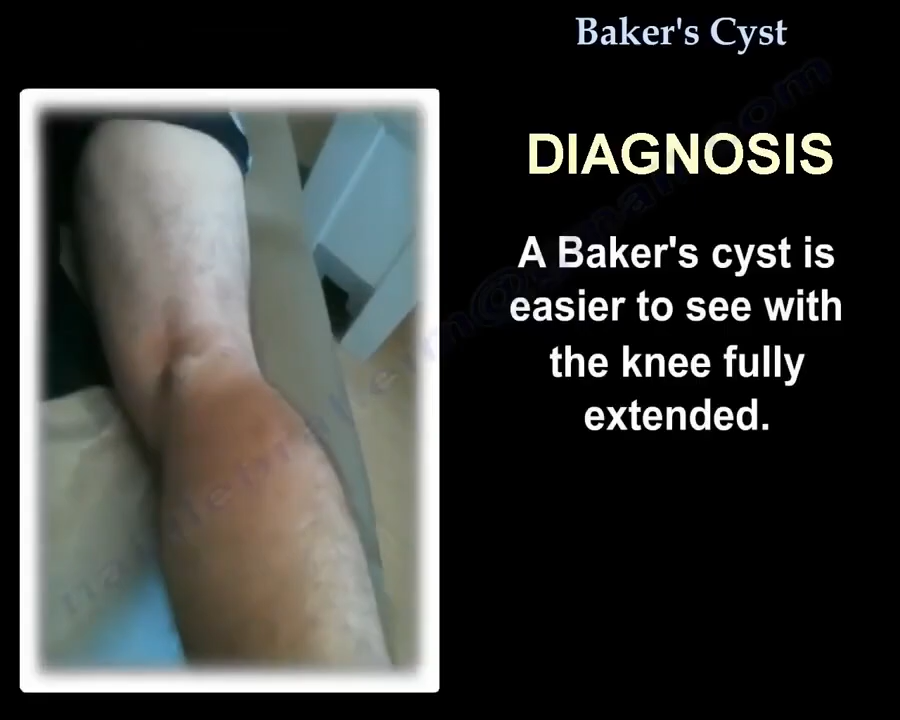 Baker's Cyst
DIAGNOSIS
A Baker's cyst is
easier to see with
the knee fully
extended.